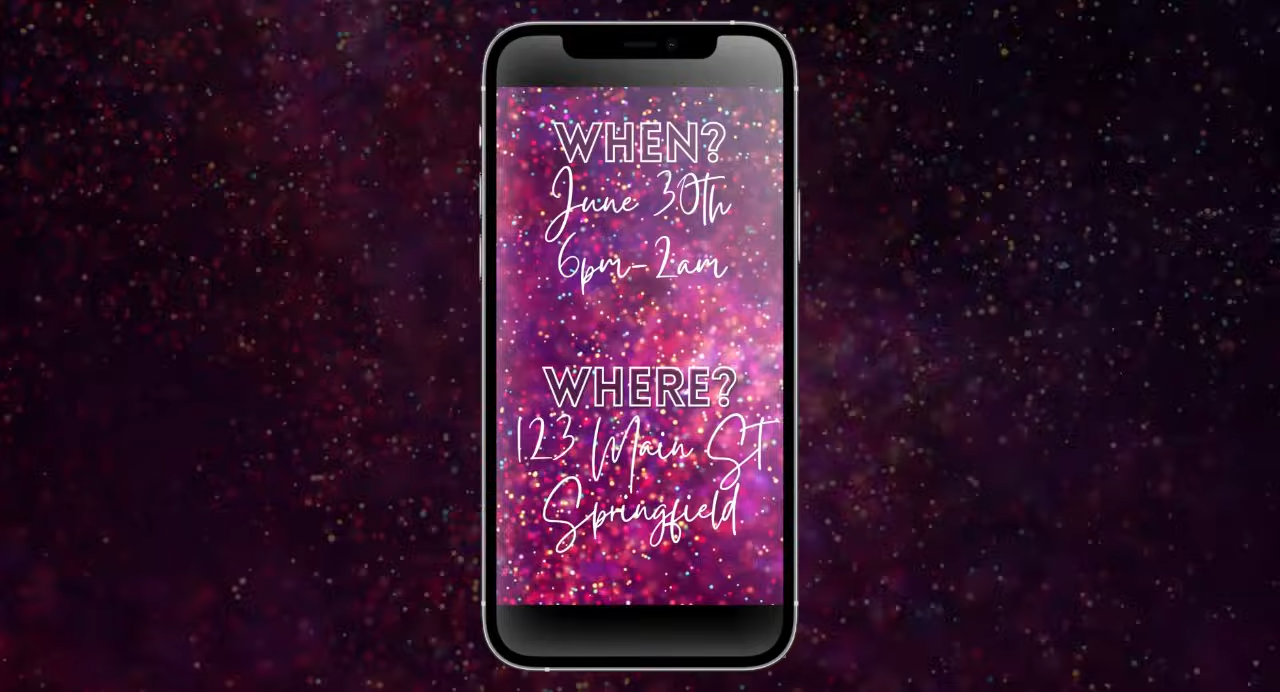 WHEN?
June 30th
6pm-2am
WHERE?
123 Main ST
Springfield